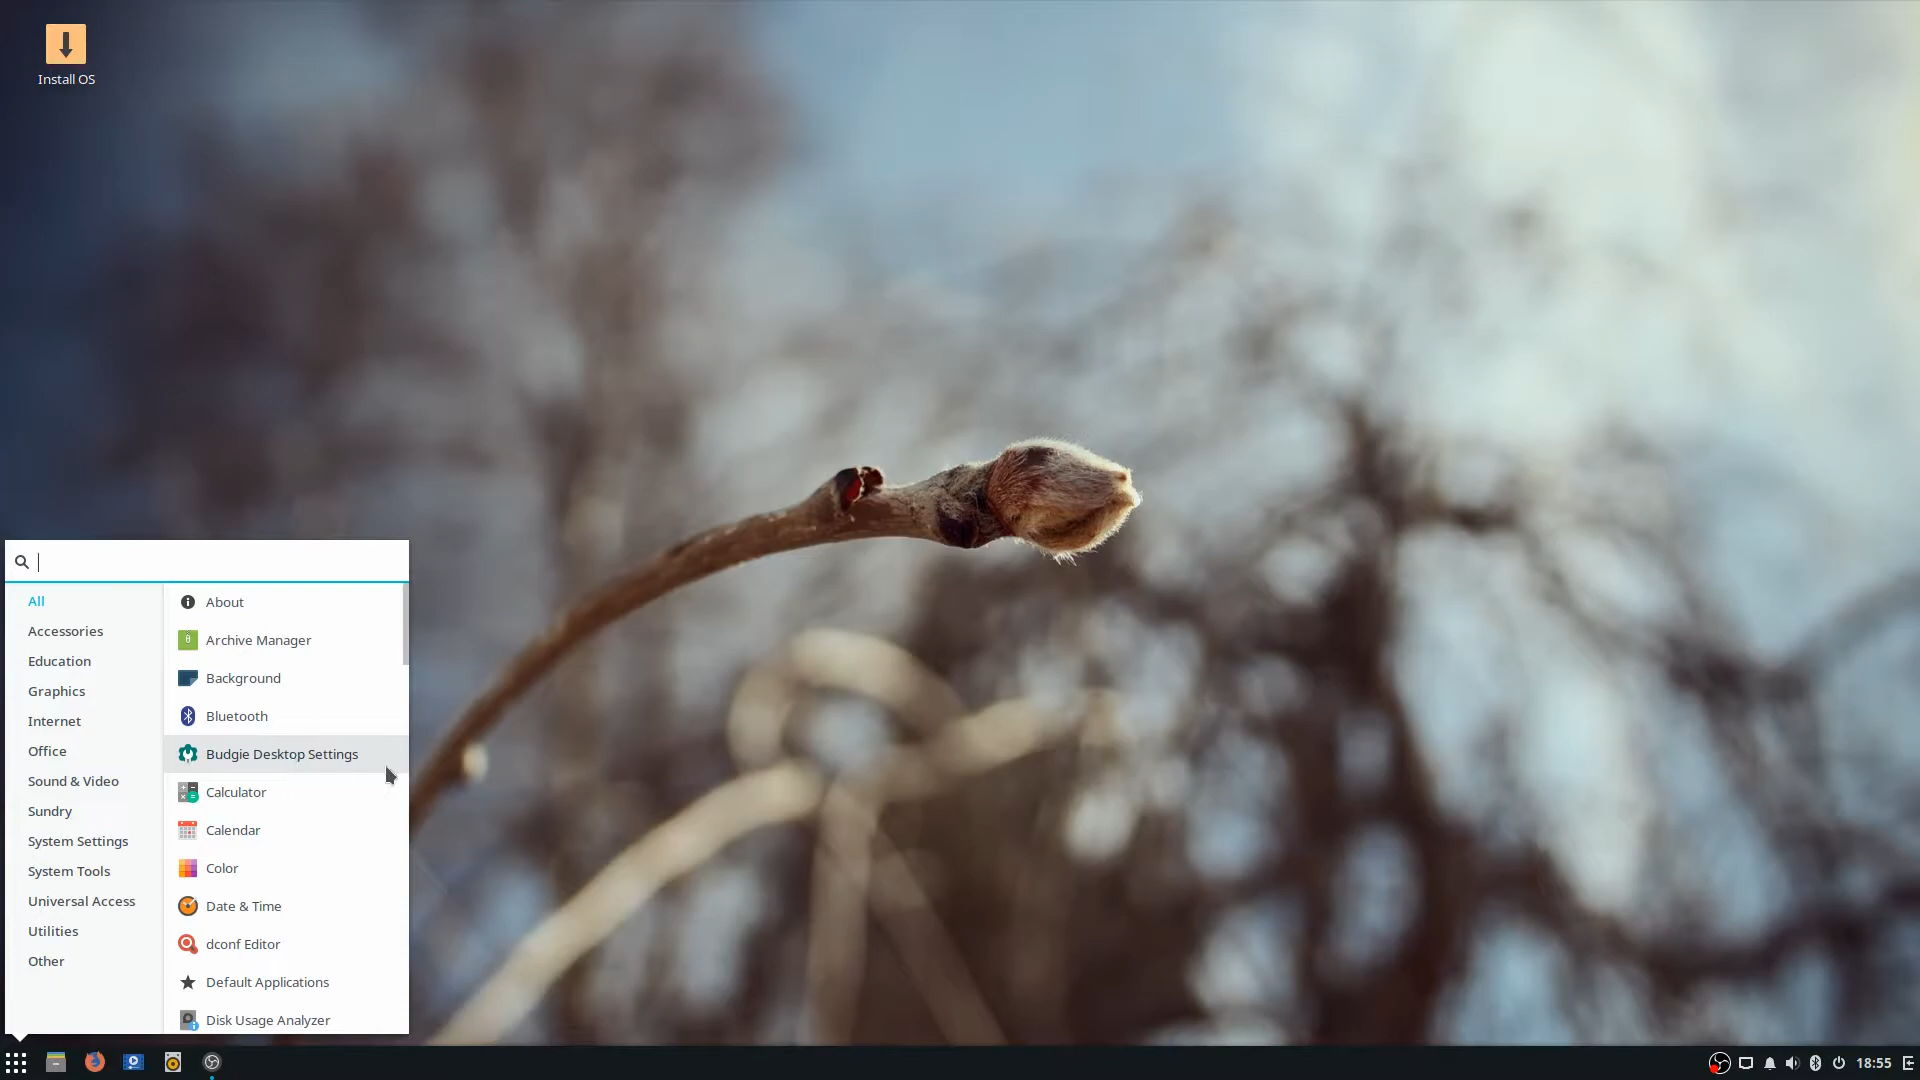 Install OS
All
Accessories
Education
Graphics
Internet
Office
Sound & Video
Sundry
System Settings
System Tools
Universal Access
Utilities
Other
About
Archive Manager
Background
Bluetooth
Budgie Desktop Settings
Calculator
Calendar
Color
Date & Time
dconf Editor
Default Applications
Disk Usage Analyzer
18:55